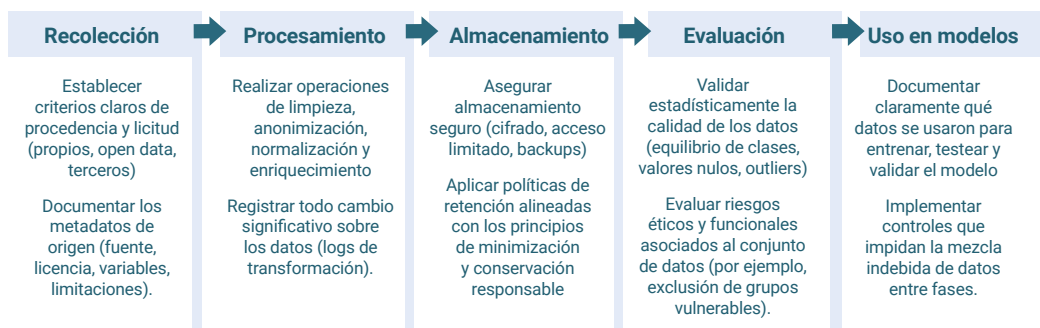 Recolección
Establecer
criterios claros de
procedencia y licitud
(propios, open data,
terceros)
Documentar los
metadatos de
origen (fuente,
licencia, variables,
limitaciones).
Procesamiento
Realizar operaciones
de limpieza,
anonimización,
normalización y
enriquecimiento
Registrar todo cambio
significativo sobre
los datos (logs de
transformación).
Almacenamiento
Asegurar
almacenamiento
seguro (cifrado, acceso
limitado, backups)
Aplicar políticas de
retención alineadas
con los principios
de minimización
y conservación
responsable
Evaluación
Validar
estadísticamente la
calidad de los datos
(equilibrio de clases,
valores nulos, outliers)
Evaluar riesgos
éticos y funcionales
asociados al conjunto
de datos (por ejemplo,
exclusión de grupos
vulnerables).
Uso en modelos
Documentar
claramente qué
datos se usaron para
entrenar, testear y
validar el modelo
Implementar
controles que
impidan la mezcla
indebida de datos
entre fases.